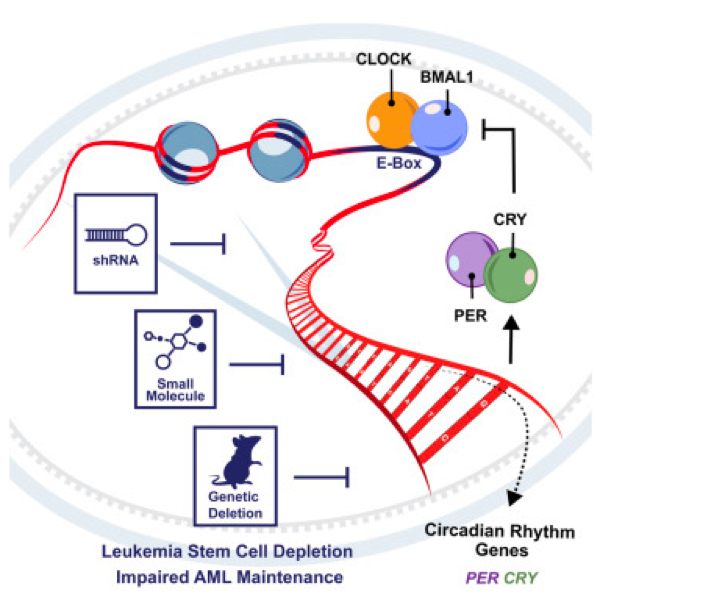 CLOCK
BMAL1
E-Box
shRNA
CRY
PER
Small
Molecule
Genetic
Deletion
Circadian Rhythm
Genes
PER CRY
Leukemia Stem Cell Depletion
Impaired AML Maintenance